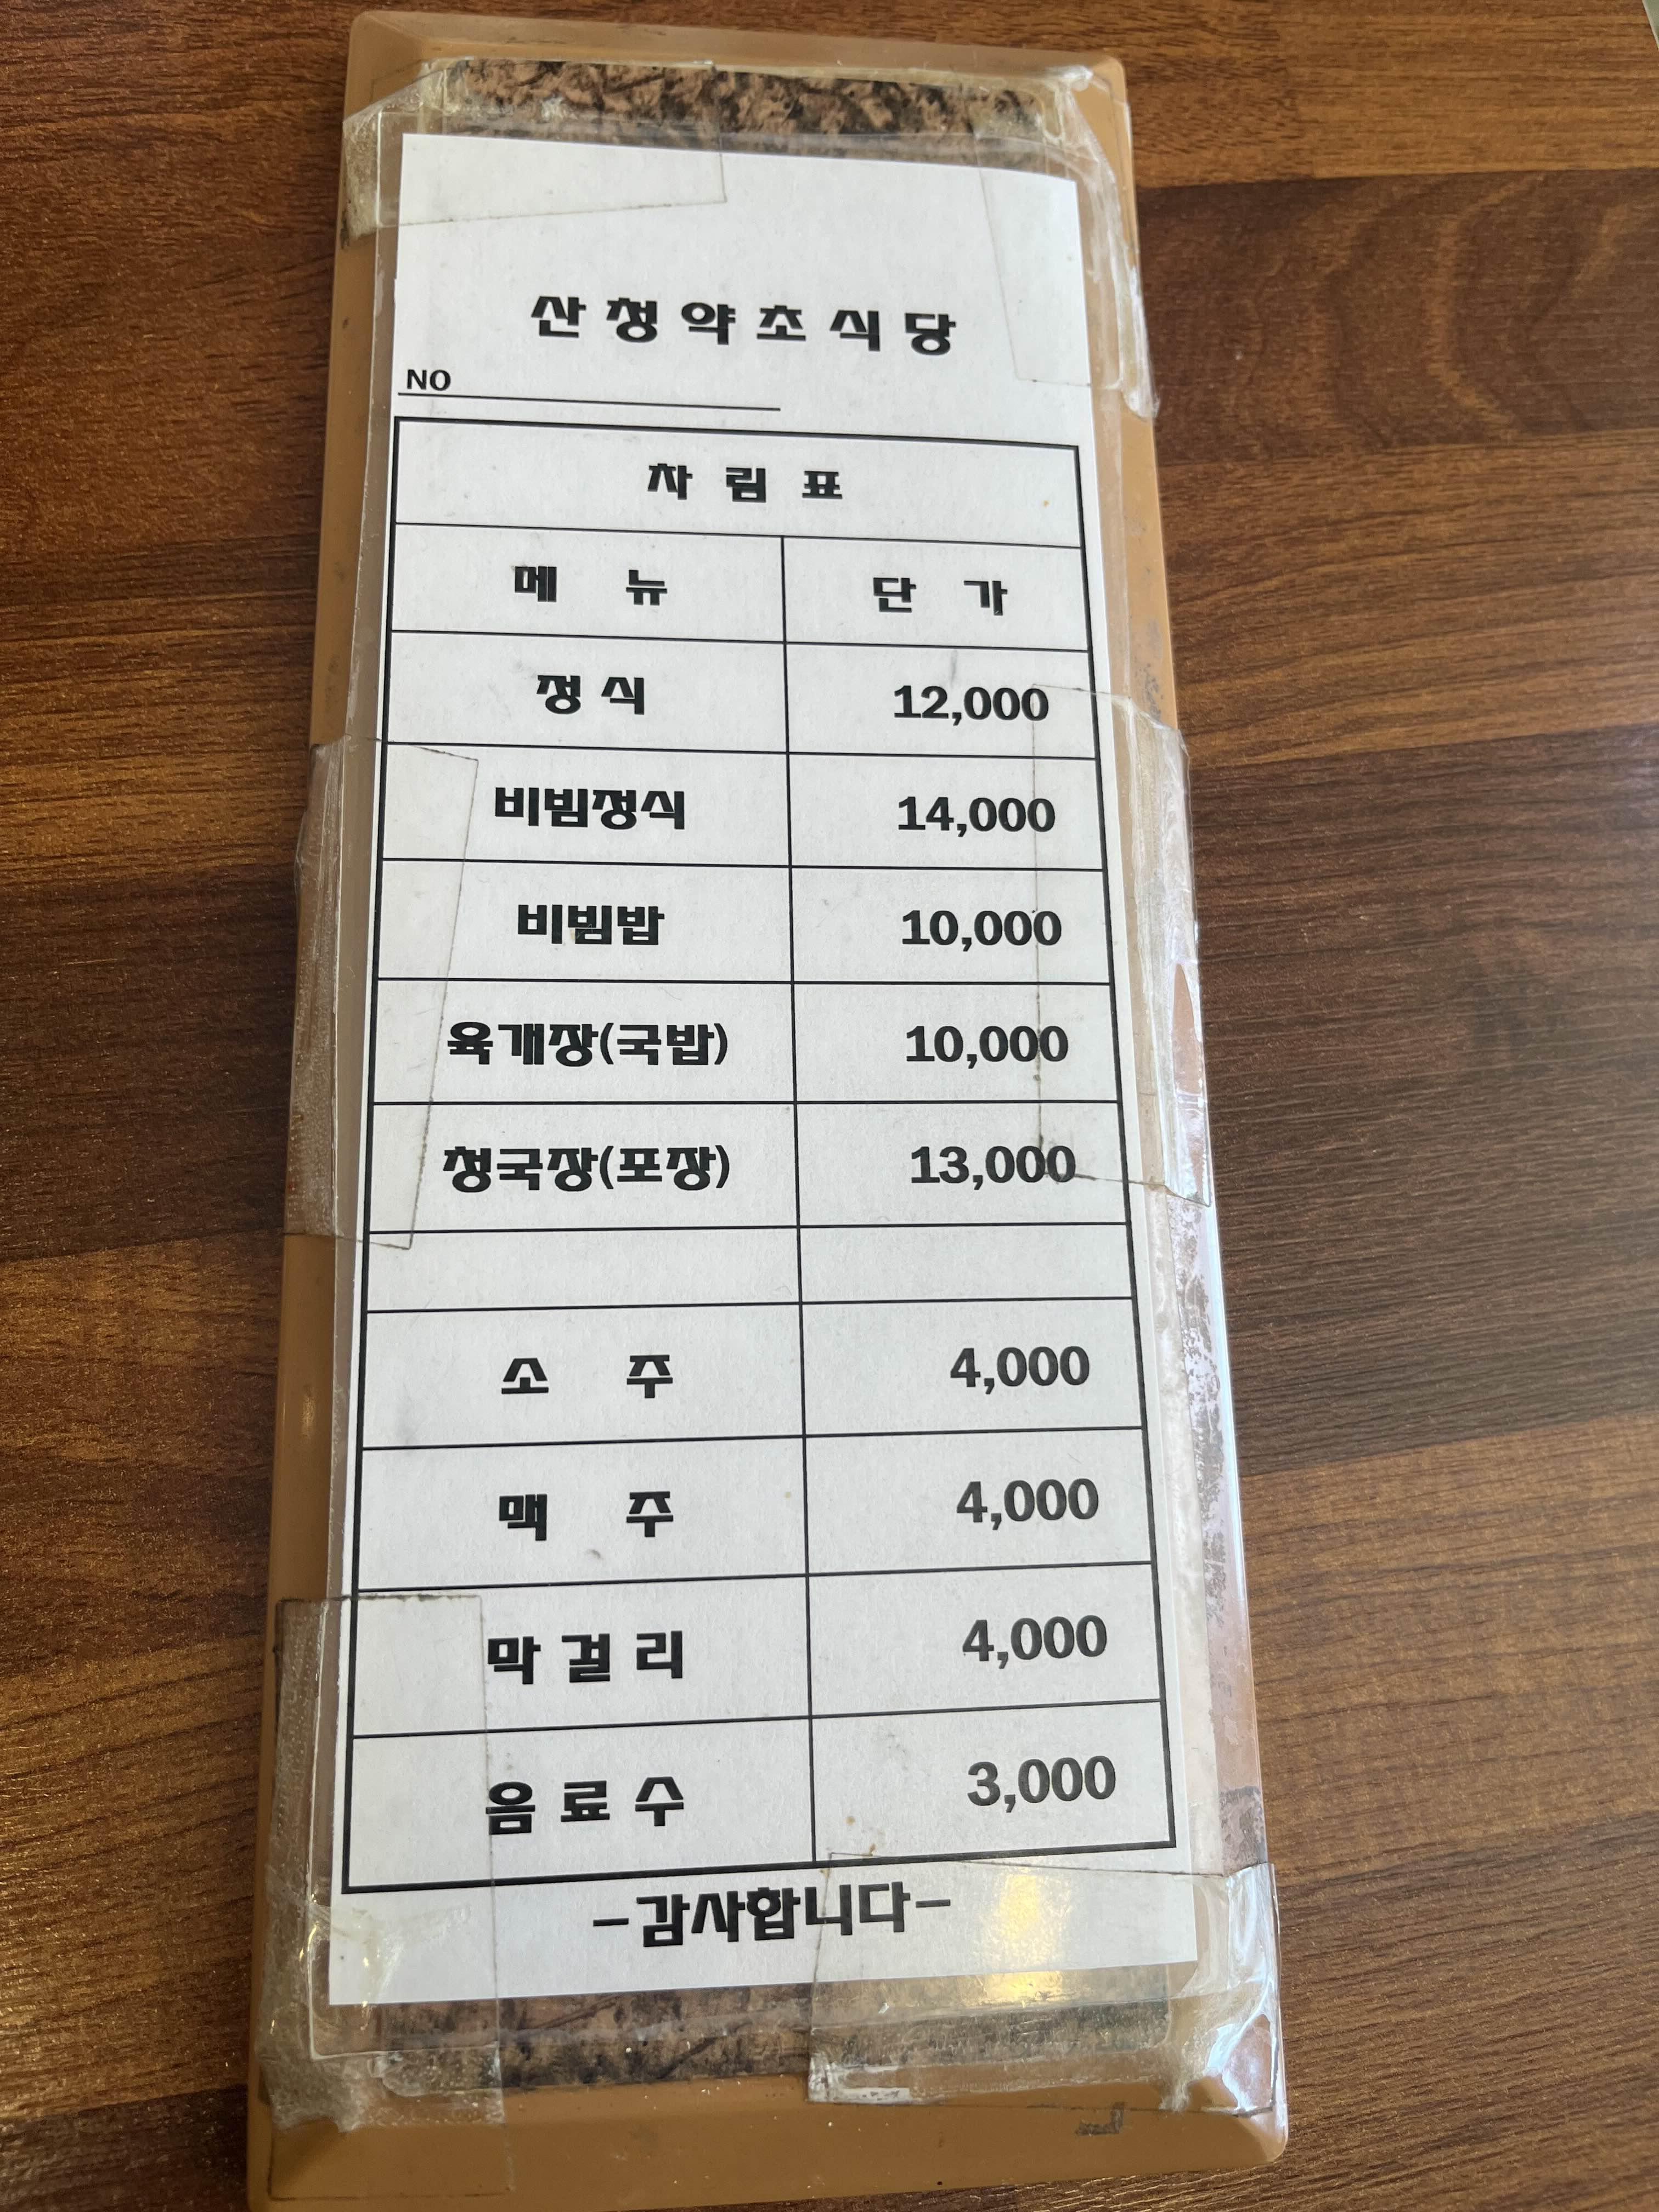 산청약초식당
NO
차림표
메뉴 단가
정식 12,000
비빔정식 14,000
비빔밥 10,000
육개장(국밥) 10,000
청국장(포장) 13,000
소주 4,000
맥주 4,000
막걸리 4,000
음료수 3,000
-감사합니다-